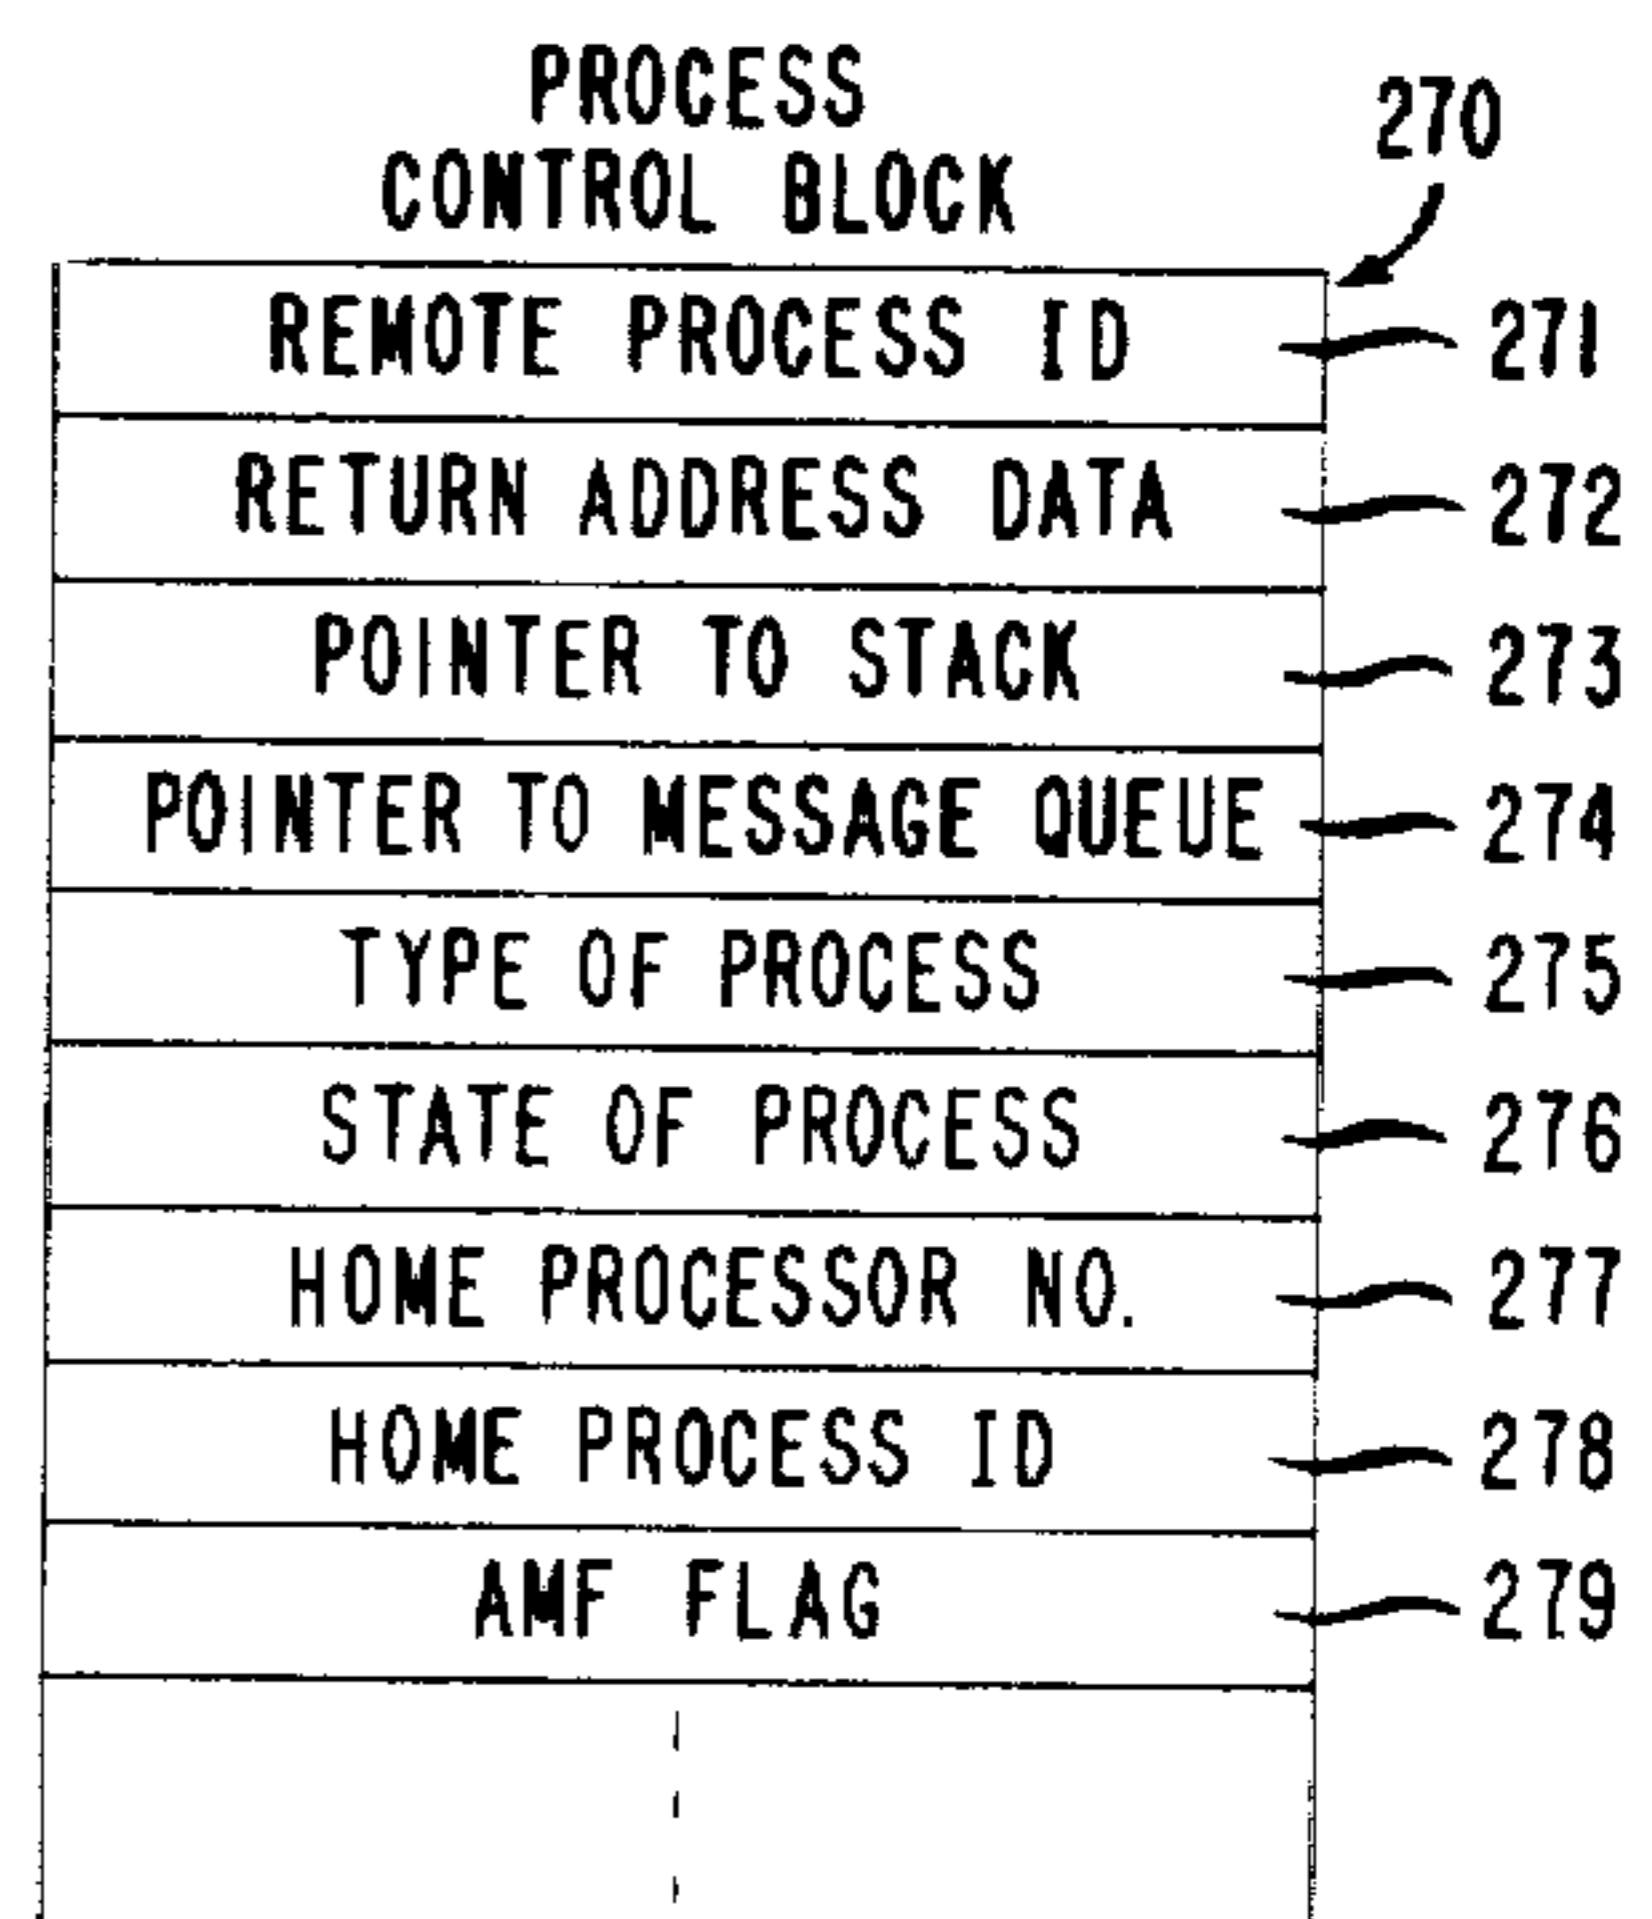 PROCESS
CONTROL BLOCK
270
REMOTE PROCESS ID 271
RETURN ADDRESS DATA 272
POINTER TO STACK 273
POINTER TO MESSAGE QUEUE 274
TYPE OF PROCESS 275
STATE OF PROCESS 276
HOME PROCESSOR NO. 277
HOME PROCESS ID 278
AMF FLAG 279